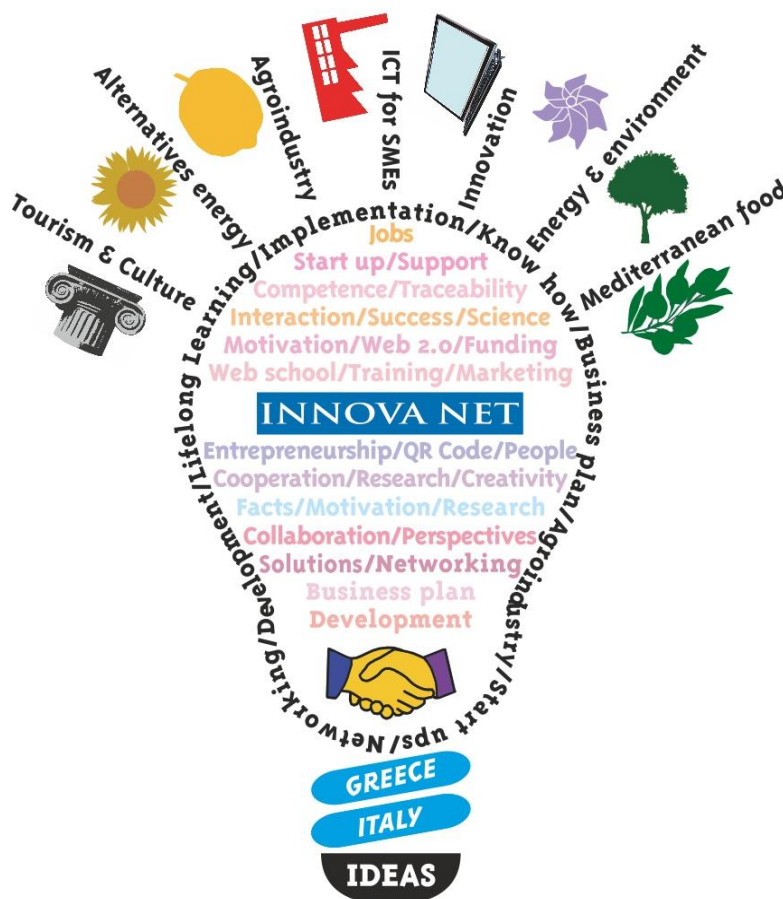 Tourism & Culture
Alternatives energy
Agroindustry
ICT for SMEs
Innovation
Energy & environment
Mediterranean food
Networking/Development/Lifelong Learning/Implementation/Know how/Business plan/Agroindustry/Start ups/
Jobs
Start up/Support
Competence/Traceability
Interaction/Success/Science
Motivation/Web 2.0/Funding
Web school/Training/Marketing
INNOVA NET
Entrepreneurship/QR Code/People
Cooperation/Research/Creativity
Facts/Motivation/Research
Collaboration/Perspectives
Solutions/Networking
Business plan
Development
GREECE
ITALY
IDEAS